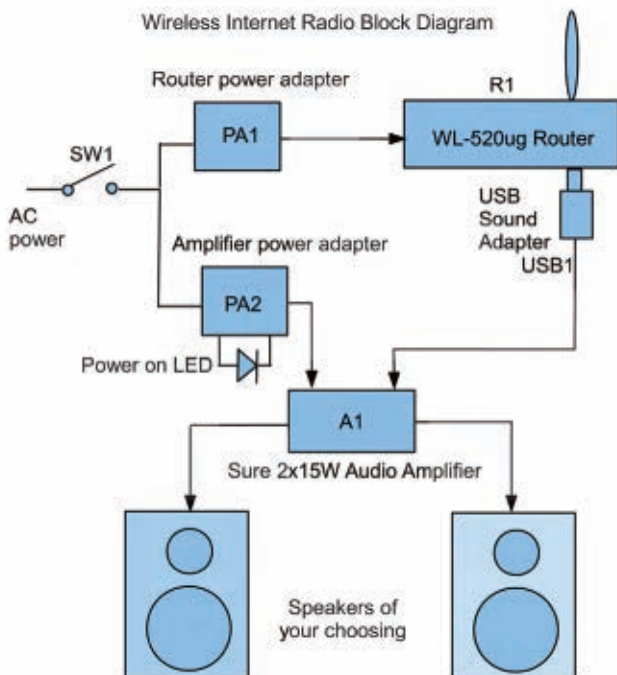 Wireless Internet Radio Block Diagram
Router power adapter
R1
PA1
WL-520ug Router
SW1
AC
power
USB
Sound
Adapter
USB1
Amplifier power adapter
PA2
Power on LED
A1
Sure 2x15W Audio Amplifier
Speakers of
your choosing